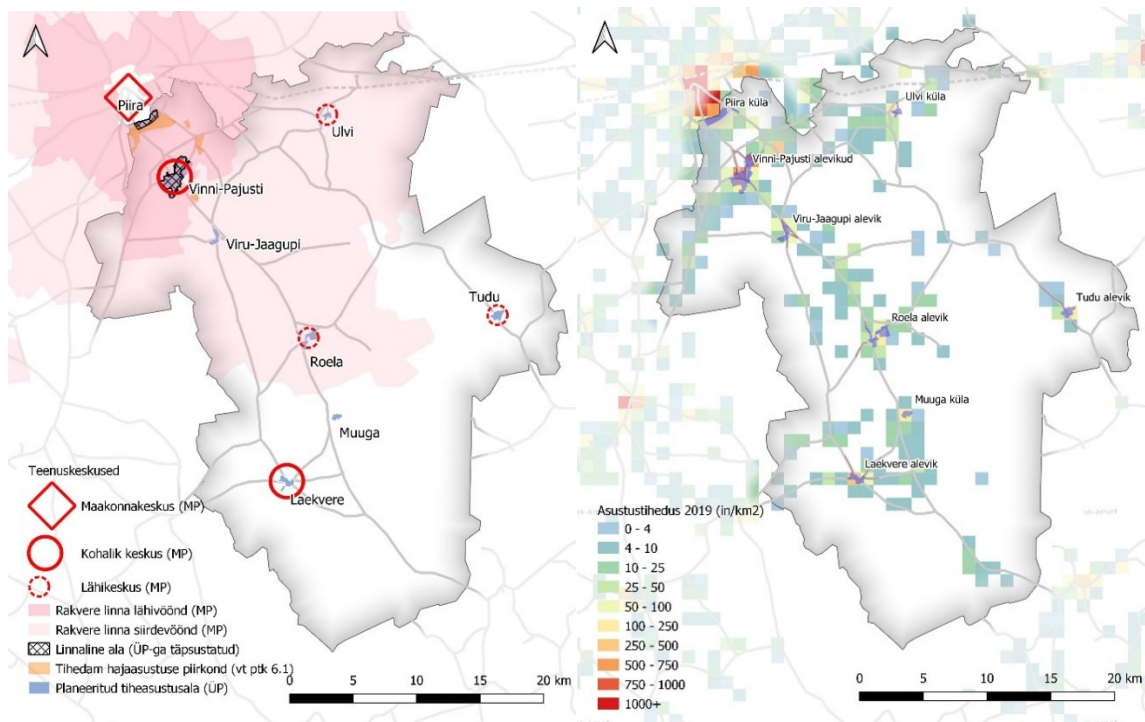 Piira
Ulvi
Vinni-Pajusti
Viru-Jaagupi
Tudu
Roela
Muuga
Laekvere
Teenuskeskused
Maakonnakeskus (MP)
Kohalik keskus (MP)
Lähikeskus (MP)
Rakvere linna lähivöönd (MP)
Rakvere linna siirdevöönd (MP)
Linnaline ala (ÜP-ga täpsustatud)
Tihedam hajaasustuse piirkond (vt ptk 6.1)
Planeeritud tiheasustusala (ÜP)
0 5 10 15 20 km
Piira küla
Ulvi küla
Vinni-Pajusti alevikud
Viru-Jaagupi alevik
Tudu alevik
Roela alevik
Muuga küla
Laekvere alevik
Asustustihedus 2019 (in/km2)
0 - 4
4 - 10
10 - 25
25 - 50
50 - 100
100 - 250
250 - 500
500 - 750
750 - 1000
1000+
0 5 10 15 20 km